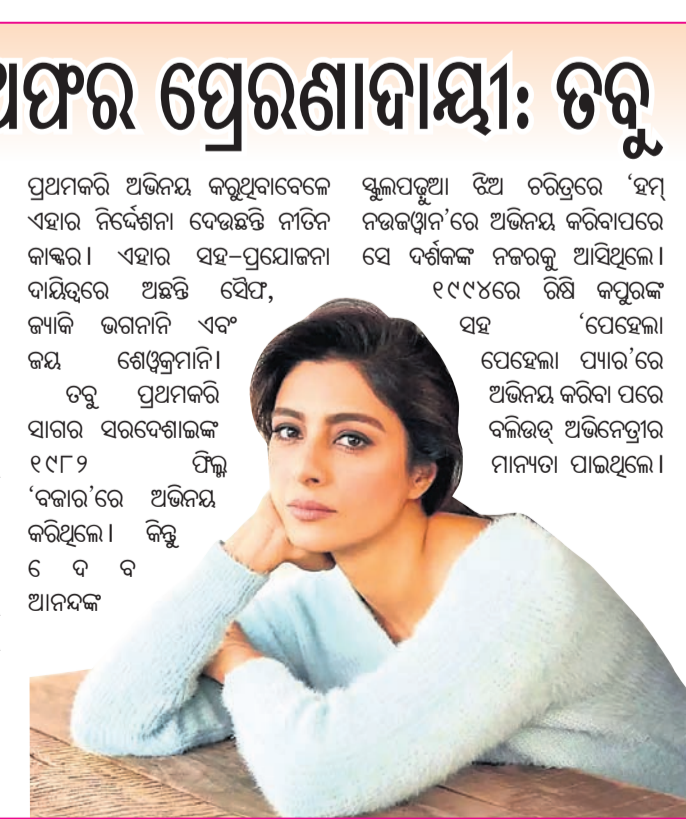 ଅଫର ପ୍ରେରଣାଦାୟୀ: ତବୁ
ପ୍ରଥମକରି ଅଭିନୟ କରୁଥିବାବେଳେ
ଏହାର ନିର୍ଦ୍ଦେଶନା ଦେଉଛନ୍ତି ନୀତିନ
କାକ୍କର। ଏହାର ସହ-ପ୍ରଯୋଜନା
ଦାୟିତ୍ୱରେ ଅଛନ୍ତି ସୈଫ,
ଜ୍ୟାକି ଭଗନାନି ଏବଂ
ଜୟ ଶେୱକ୍ରମାନି।
ତବୁ ପ୍ରଥମକରି
ସାଗର ସରଦେଶାଇଙ୍କ
୧୯୮୨ ଫିଲ୍ମ
‘ବଜାର’ରେ ଅଭିନୟ
କରିଥିଲେ। କିନ୍ତୁ
ଦେବ
ଆନନ୍ଦଙ୍କ
ସ୍କୁଲପଢ଼ୁଆ ଝିଅ ଚରିତ୍ରରେ ‘ହମ୍
ନଉଜୱାନ’ରେ ଅଭିନୟ କରିବାପରେ
ସେ ଦର୍ଶକଙ୍କ ନଜରକୁ ଆସିଥିଲେ।
୧୯୯୪ରେ ରିଷି କପୁରଙ୍କ
ସହ ‘ପେହେଲା
ପେହେଲା ପ୍ୟାର’ରେ
ଅଭିନୟ କରିବା ପରେ
ବଲିଉଡ୍ ଅଭିନେତ୍ରୀର
ମାନ୍ୟତା ପାଇଥିଲେ।